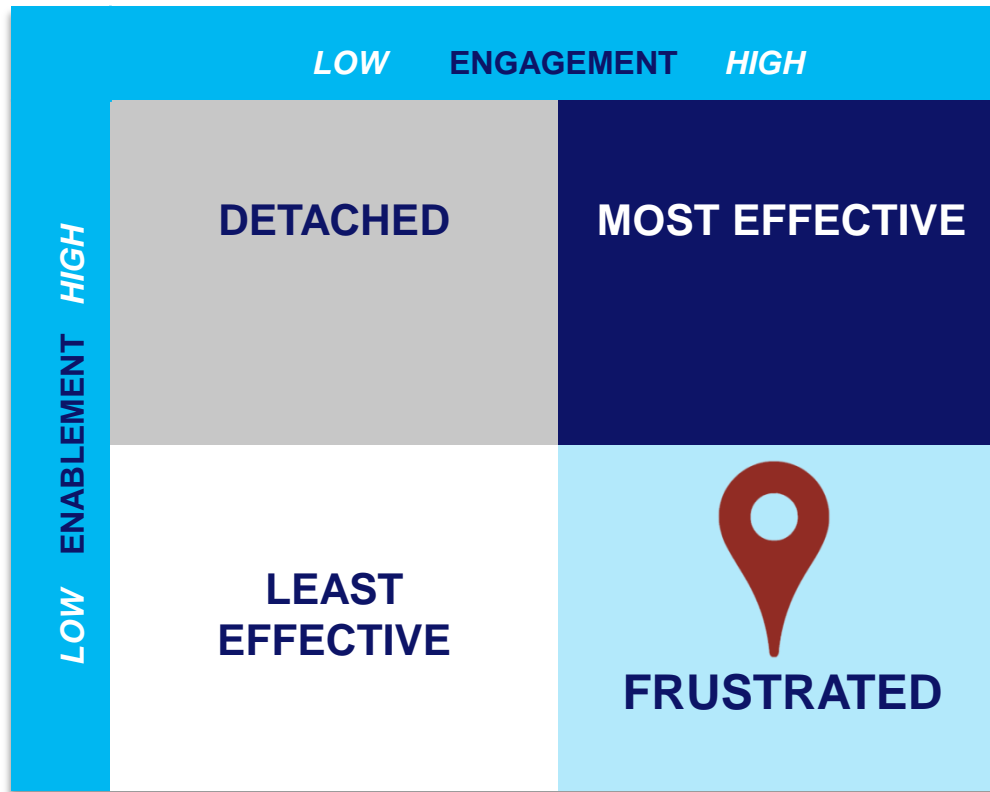 LOW ENGAGEMENT HIGH
DETACHED
MOST EFFECTIVE
LOW ENABLEMENT HIGH
LEAST
EFFECTIVE
FRUSTRATED